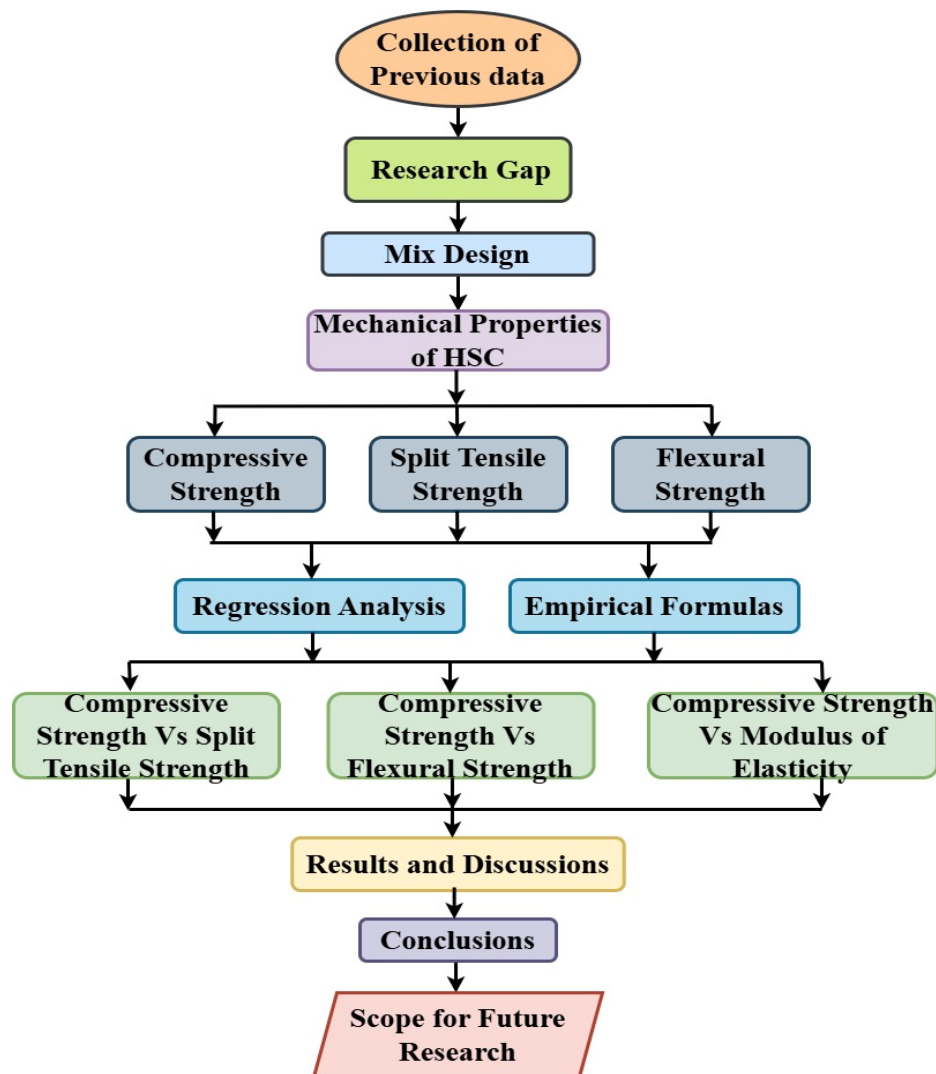 Collection of
Previous data
Research Gap
Mix Design
Mechanical Properties
of HSC
Compressive
Strength
Split Tensile
Strength
Flexural
Strength
Regression Analysis
Empirical Formulas
Compressive
Strength Vs Split
Tensile Strength
Compressive
Strength Vs
Flexural Strength
Compressive Strength
Vs Modulus of
Elasticity
Results and Discussions
Conclusions
Scope for Future
Research